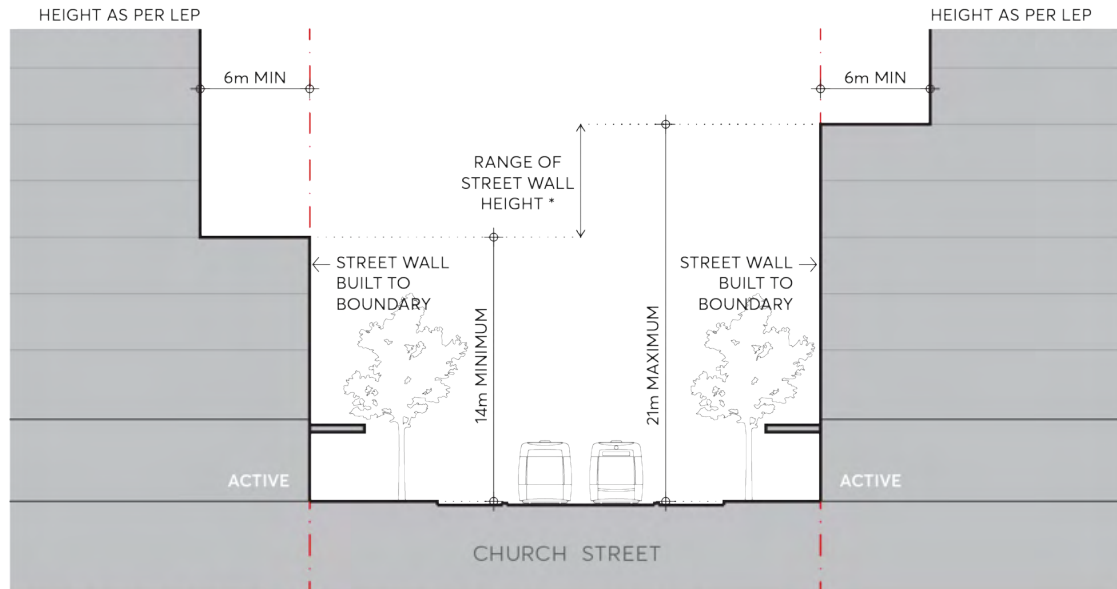 HEIGHT AS PER LEP
HEIGHT AS PER LEP
6m MIN
6m MIN
RANGE OF
STREET WALL
HEIGHT *
STREET WALL
BUILT TO
BOUNDARY
STREET WALL
BUILT TO
BOUNDARY
14m MINIMUM
21m MAXIMUM
ACTIVE
ACTIVE
CHURCH STREET